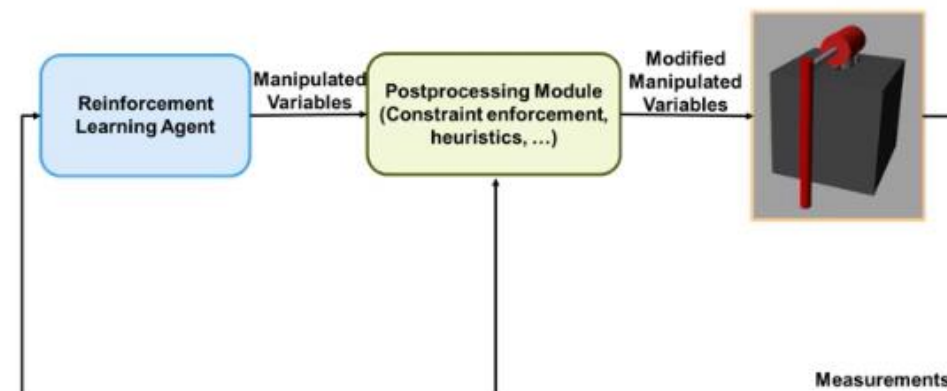 Reinforcement
Learning Agent
Manipulated
Variables
Postprocessing Module
(Constraint enforcement,
heuristics, ...)
Modified
Manipulated
Variables
Measurements